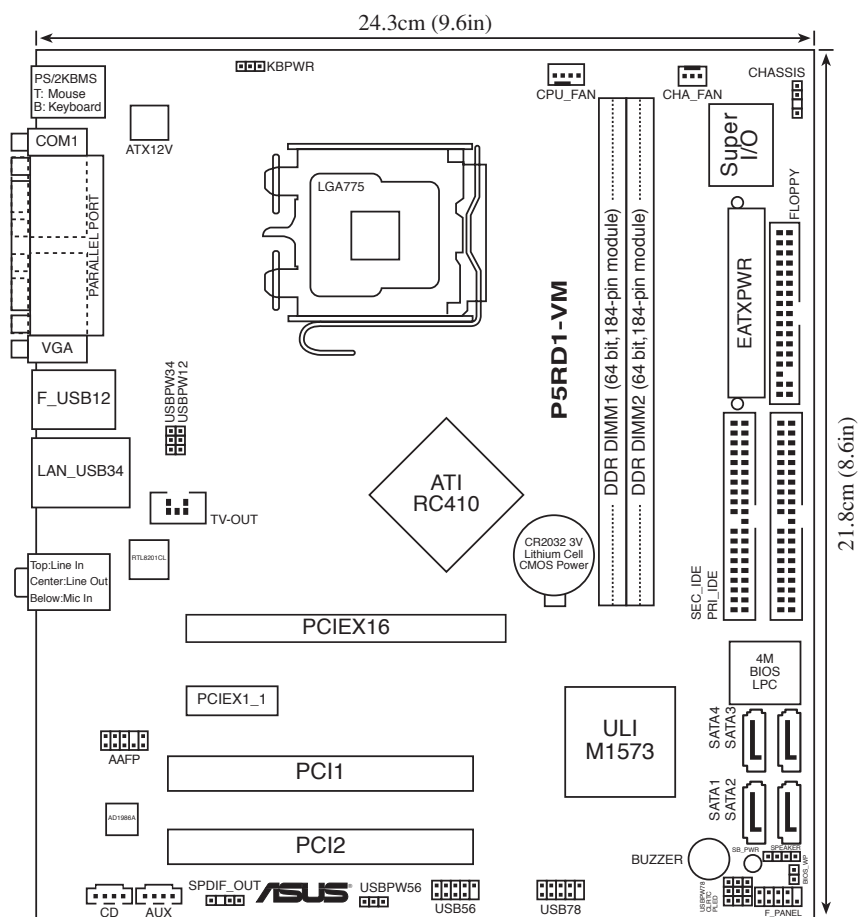 24.3cm (9.6in)
PS/2KBMS
T: Mouse
B: Keyboard
KBPWR
CPU_FAN
CHA_FAN
CHASSIS
COM1
ATX12V
Super
I/O
LGA775
PARALLEL PORT
FLOPPY
VGA
EATXPWR
P5RD1-VM
DDR DIMM1 (64 bit,184-pin module)
DDR DIMM2 (64 bit,184-pin module)
F_USB12
USBPW34
USBPW12
LAN_USB34
TV-OUT
ATI
RC410
21.8cm (8.6in)
RTL8201CL
CR2032 3V
Lithium Cell
CMOS Power
Top:Line In
Center:Line Out
Below:Mic In
SEC_IDE
PRI_IDE
PCIEX16
4M
BIOS
LPC
PCIEX1_1
ULI
M1573
SATA4
SATA3
AAFP
PCI1
SATA1
SATA2
AD1986A
PCI2
BUZZER
SB_PWR
SPEAKER
BIOS_WP
SPDIF_OUT
ASUS
USBPW56
USBPW78
CLRTC
PLED
CD
AUX
USB56
USB78
F_PANEL